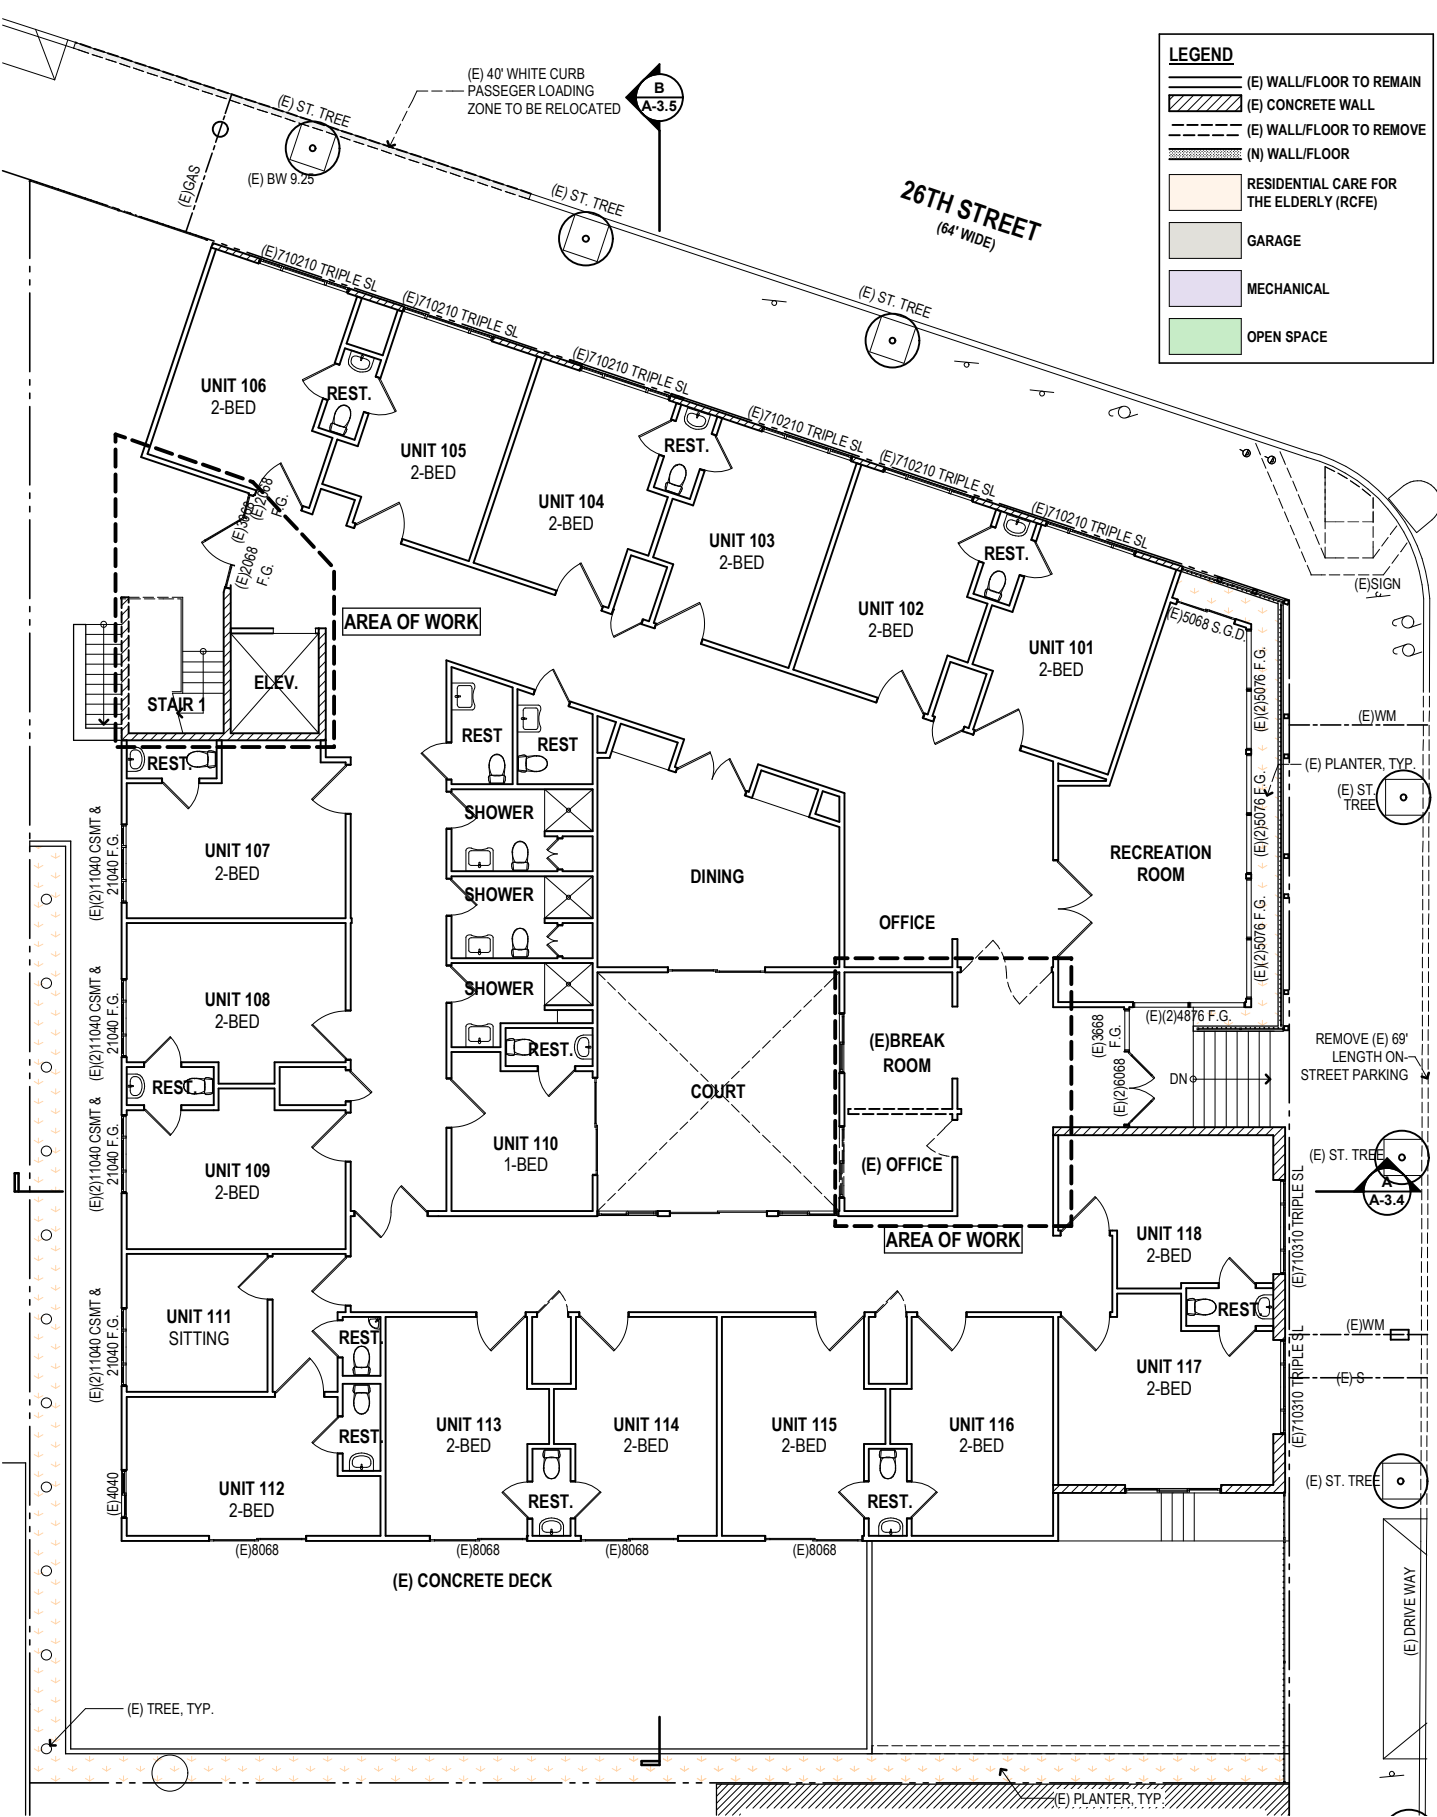 LEGEND
(E) WALL/FLOOR TO REMAIN
(E) CONCRETE WALL
(E) WALL/FLOOR TO REMOVE
(N) WALL/FLOOR
RESIDENTIAL CARE FOR
THE ELDERLY (RCFE)
GARAGE
MECHANICAL
OPEN SPACE
(E) 40' WHITE CURB
PASSEGER LOADING
ZONE TO BE RELOCATED
B
A-3.5
(E) ST. TREE
(E)GAS
(E) BW 9.25
(E) ST. TREE
26TH STREET
(64' WIDE)
(E) ST. TREE
(E)710210 TRIPLE SL
(E)710210 TRIPLE SL
(E)710210 TRIPLE SL
(E)710210 TRIPLE SL
(E)710210 TRIPLE SL
(E)710210 TRIPLE SL
UNIT 106
2-BED
REST.
UNIT 105
2-BED
UNIT 104
2-BED
REST.
UNIT 103
2-BED
UNIT 102
2-BED
REST.
UNIT 101
2-BED
(E)2068
F.G.
(E)3068
(E)2068
F.G.
AREA OF WORK
(E)SIGN
(E)5068 S.G.D.
(E)(2)5076 F.G.
(E)(2)5076 F.G.
(E)(2)5076 F.G.
STAIR 1
ELEV.
(E)WM
(E) PLANTER, TYP.
(E) ST.
TREE
REST
REST
REST.
SHOWER
SHOWER
SHOWER
REST.
UNIT 107
2-BED
(E)(2)11040 CSMT &
21040 F.G.
DINING
RECREATION
ROOM
OFFICE
UNIT 108
2-BED
(E)(2)11040 CSMT &
21040 F.G.
REST
(E)BREAK
ROOM
(E)(2)4876 F.G.
(E)3668
F.G.
(E)(2)6068
DN
REMOVE (E) 69'
LENGTH ON-
STREET PARKING
COURT
UNIT 109
2-BED
(E)(2)11040 CSMT &
21040 F.G.
UNIT 110
1-BED
(E) OFFICE
(E) ST. TREE
A
A-3.4
AREA OF WORK
UNIT 118
2-BED
(E)710310 TRIPLE SL
REST
UNIT 111
SITTING
(E)(2)11040 CSMT &
21040 F.G.
REST.
(E)WM
UNIT 117
2-BED
(E)710310 TRIPLE SL
(E) S
REST.
UNIT 112
2-BED
(E)4040
UNIT 113
2-BED
UNIT 114
2-BED
UNIT 115
2-BED
UNIT 116
2-BED
REST.
REST.
(E) ST. TREE
(E)8068
(E)8068
(E)8068
(E)8068
(E) CONCRETE DECK
(E) DRIVE WAY
(E) TREE, TYP.
(E) PLANTER, TYP.